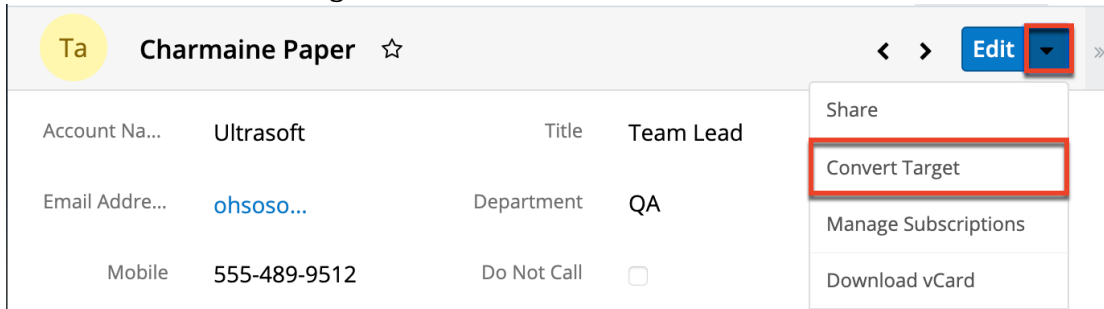 Ta Charmaine Paper Edit
Account Na... Ultrasoft Title Team Lead
Share
Convert Target
Email Addre... ohsoso... Department QA
Manage Subscriptions
Mobile 555-489-9512 Do Not Call
Download vCard